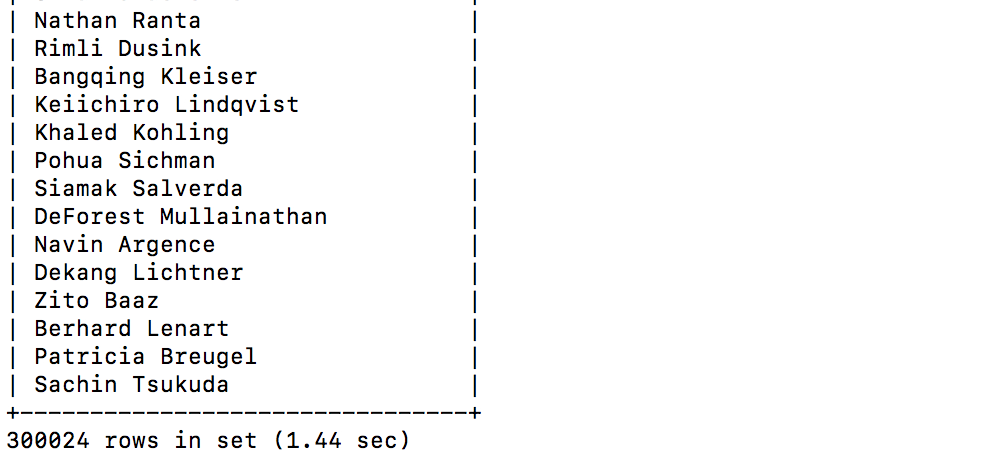 | Nathan Ranta                   |
| Rimli Dusink                   |
| Bangqing Kleiser               |
| Keiichiro Lindqvist            |
| Khaled Kohling                 |
| Pohua Sichman                  |
| Siamak Salverda                |
| DeForest Mullainathan          |
| Navin Argence                  |
| Dekang Lichtner                |
| Zito Baaz                      |
| Berhard Lenart                 |
| Patricia Breugel               |
| Sachin Tsukuda                 |
+--------------------------------+
300024 rows in set (1.44 sec)